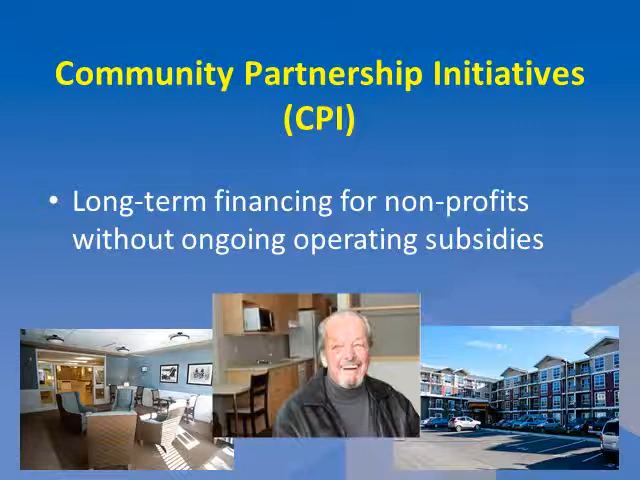 Community Partnership Initiatives
(CPI)
• Long-term financing for non-profits
without ongoing operating subsidies